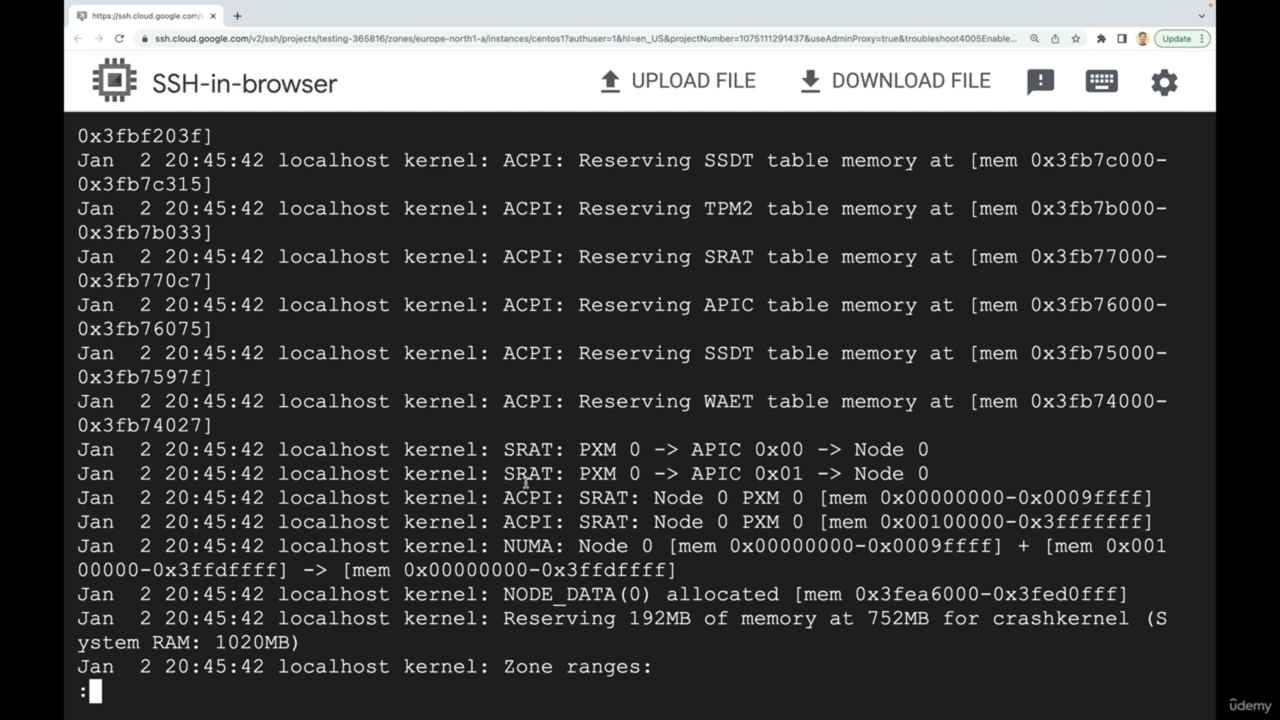 https://ssh.cloud.google.com/
ssh.cloud.google.com/v2/ssh/projects/testing-365816/zones/europe-north1-a/instances/centos1?authuser=1&hl=en_US&projectNumber=1075111291437&useAdminProxy=true&troubleshoot4005Enable... Update
SSH-in-browser UPLOAD FILE DOWNLOAD FILE
0x3fbf203f]
Jan  2 20:45:42 localhost kernel: ACPI: Reserving SSDT table memory at [mem 0x3fb7c000-
0x3fb7c315]
Jan  2 20:45:42 localhost kernel: ACPI: Reserving TPM2 table memory at [mem 0x3fb7b000-
0x3fb7b033]
Jan  2 20:45:42 localhost kernel: ACPI: Reserving SRAT table memory at [mem 0x3fb77000-
0x3fb770c7]
Jan  2 20:45:42 localhost kernel: ACPI: Reserving APIC table memory at [mem 0x3fb76000-
0x3fb76075]
Jan  2 20:45:42 localhost kernel: ACPI: Reserving SSDT table memory at [mem 0x3fb75000-
0x3fb7597f]
Jan  2 20:45:42 localhost kernel: ACPI: Reserving WAET table memory at [mem 0x3fb74000-
0x3fb74027]
Jan  2 20:45:42 localhost kernel: SRAT: PXM 0 -> APIC 0x00 -> Node 0
Jan  2 20:45:42 localhost kernel: SRAT: PXM 0 -> APIC 0x01 -> Node 0
Jan  2 20:45:42 localhost kernel: ACPI: SRAT: Node 0 PXM 0 [mem 0x00000000-0x0009ffff]
Jan  2 20:45:42 localhost kernel: ACPI: SRAT: Node 0 PXM 0 [mem 0x00100000-0x3fffffff]
Jan  2 20:45:42 localhost kernel: NUMA: Node 0 [mem 0x00000000-0x0009ffff] + [mem 0x001
00000-0x3ffdffff] -> [mem 0x00000000-0x3ffdffff]
Jan  2 20:45:42 localhost kernel: NODE_DATA(0) allocated [mem 0x3fea6000-0x3fed0fff]
Jan  2 20:45:42 localhost kernel: Reserving 192MB of memory at 752MB for crashkernel (S
ystem RAM: 1020MB)
Jan  2 20:45:42 localhost kernel: Zone ranges:
:
ûdemy